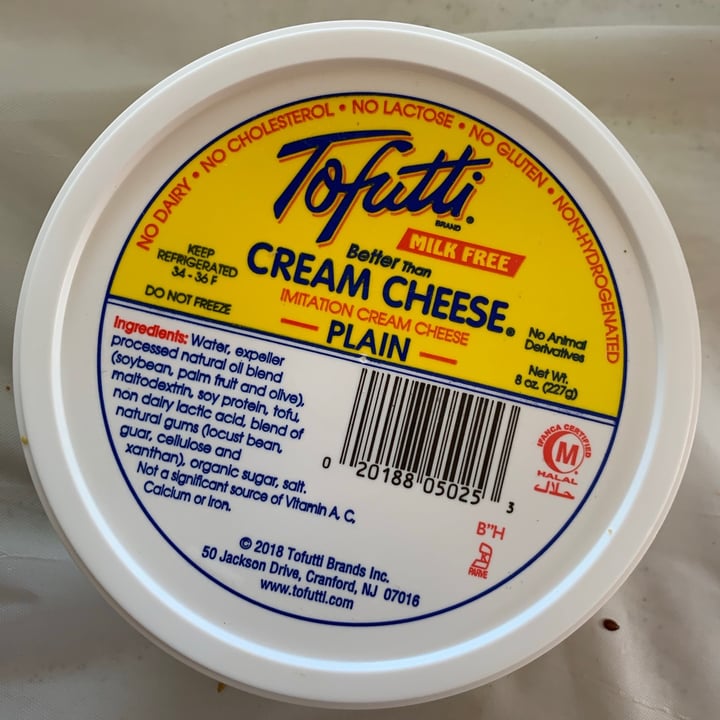 NO DAIRY • NO CHOLESTEROL • NO LACTOSE • NO GLUTEN • NON-HYDROGENATED
Tofutti
BRAND
MILK FREE
KEEP
REFRIGERATED
34 - 36 F
DO NOT FREEZE
Better Than
CREAM CHEESE®
IMITATION CREAM CHEESE
PLAIN
No Animal
Derivatives
Net Wt.
8 oz. (227g)
Ingredients: Water, expeller
processed natural oil blend
(soybean, palm fruit and olive),
maltodextrin, soy protein, tofu,
non dairy lactic acid, blend of
natural gums (locust bean,
guar, cellulose and
xanthan), organic sugar, salt.
Not a significant source of Vitamin A, C,
Calcium or Iron.
0 20188 05025 3
IFANCA CERTIFIED
M
HALAL
حلال
B"H
PARVE
© 2018 Tofutti Brands Inc.
50 Jackson Drive, Cranford, NJ 07016
www.tofutti.com